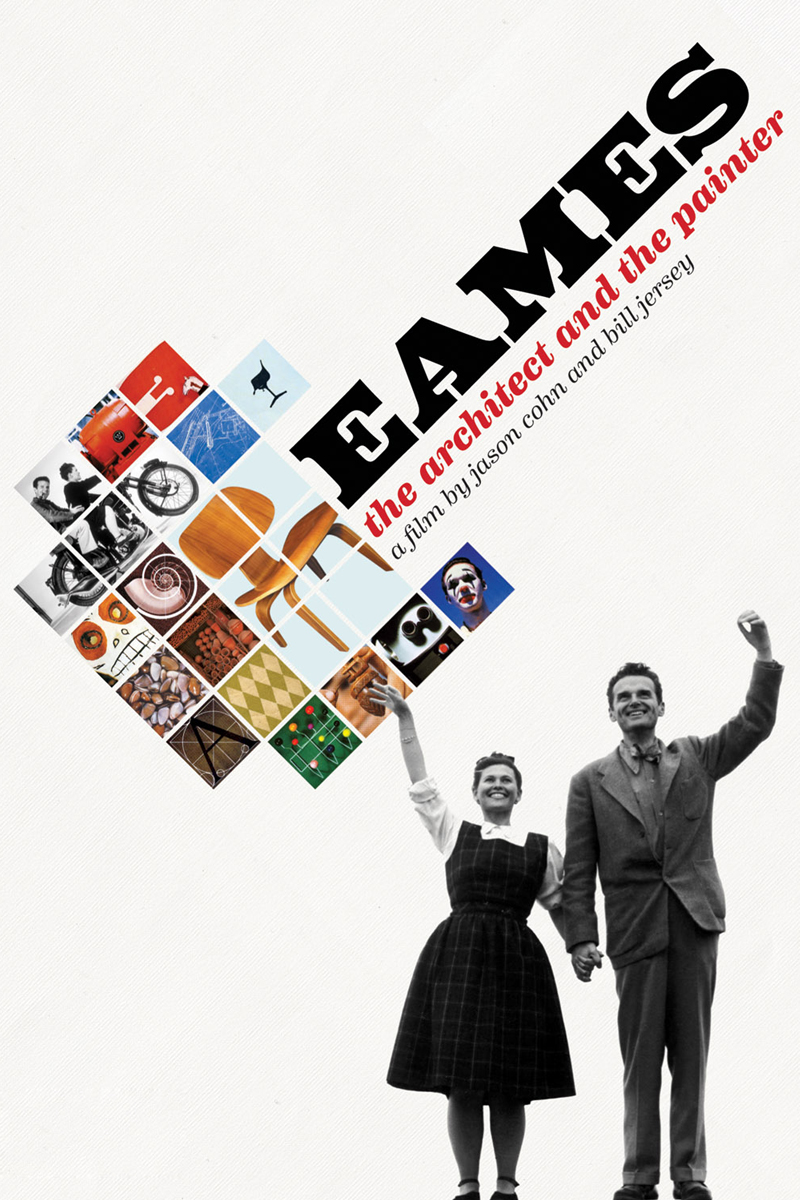 EAMES
the architect and the painter
a film by jason cohn and bill jersey
A